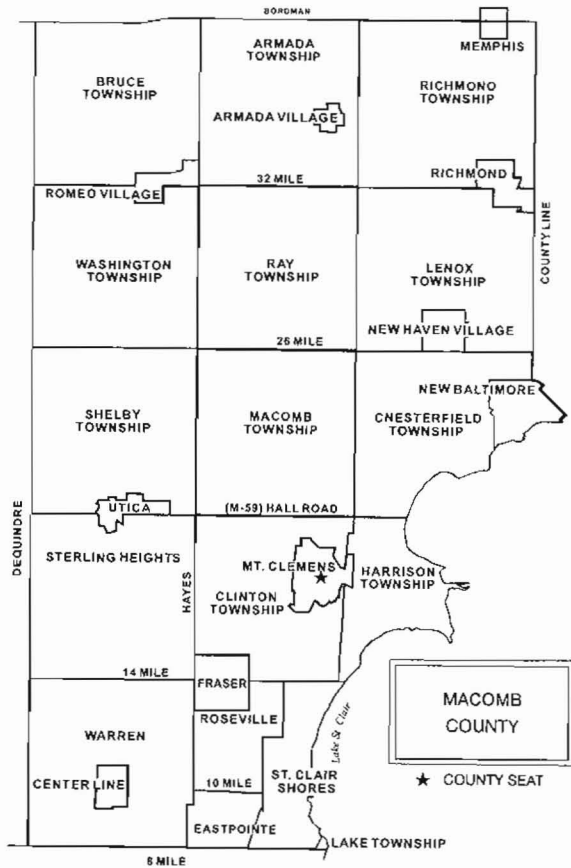 BORDMAN
MEMPHIS
ARMADA
TOWNSHIP
BRUCE
TOWNSHIP
RICHMONO
TOWNSHIP
ARMADA VILLAGE
32 MILE
RICHMOND
ROMEO VILLAGE
COUNTY LINE
WASHINGTON
TOWNSHIP
RAY
TOWNSHIP
LENOX
TOWNSHIP
NEW HAVEN VILLAGE
26 MILE
NEW BALTIMORE
SHELBY
TOWNSHIP
MACOMB
TOWNSHIP
CNESTERFIELD
TOWNSHIP
UTICA
(M-59) HALL ROAD
DEQUINDRE
STERLING HEIGHTS
HAYES
MT. CLEMENS
CLINTON
TOWNSHIP
HARRISON
TOWNSHIP
14 MILE
FRASER
ROSEVILLE
Lake St. Clair
MACOMB
COUNTY
★ COUNTY SEAT
WARREN
CENTER LINE
10 MILE
ST. CLAIR
SHORES
EASTPOINTE
LAKE TOWNSHIP
8 MILE